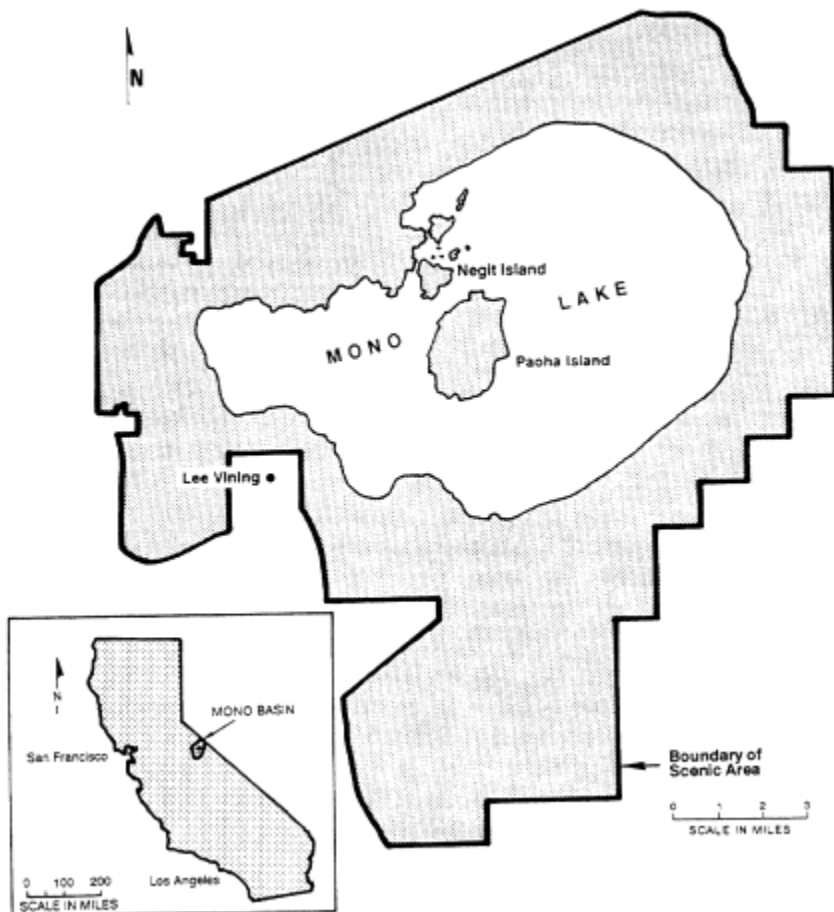 N
Negit Island
MONO LAKE
Paoha Island
Lee Vining
N
MONO BASIN
San Francisco
Los Angeles
0 100 200
SCALE IN MILES
Boundary of
Scenic Area
0 1 2 3
SCALE IN MILES